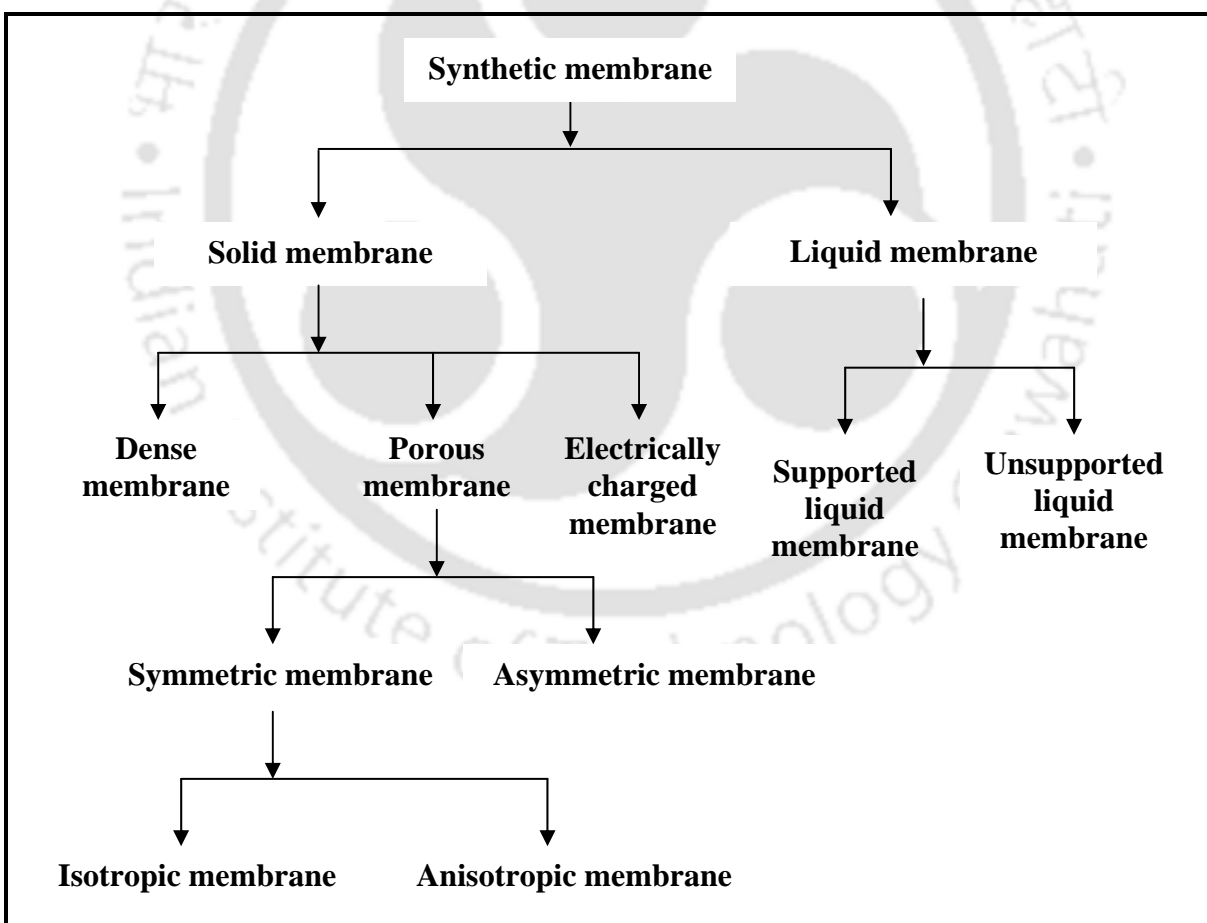 Synthetic membrane
Solid membrane
Liquid membrane
Dense
membrane
Porous
membrane
Electrically
charged
membrane
Supported
liquid
membrane
Unsupported
liquid
membrane
Symmetric membrane
Asymmetric membrane
Isotropic membrane
Anisotropic membrane